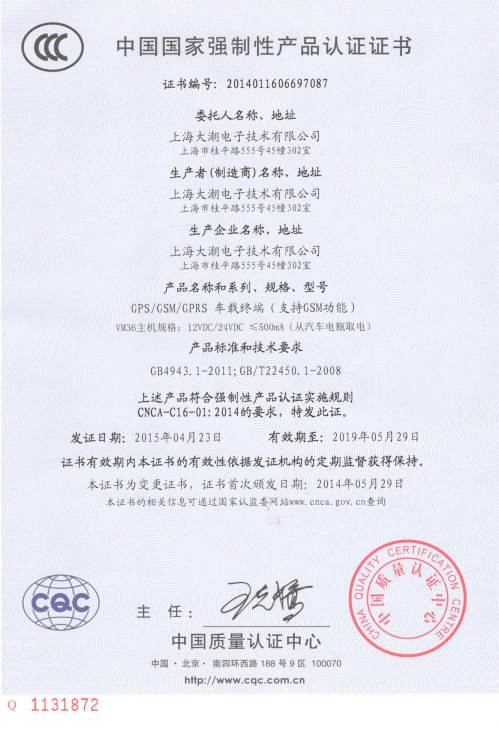 CCC
中国国家强制性产品认证证书
证书编号：2014011606697087
委托人名称、地址
上海大潮电子技术有限公司
上海市桂平路555号45幢302室
生产者(制造商)名称、地址
上海大潮电子技术有限公司
上海市桂平路555号45幢302室
生产企业名称、地址
上海大潮电子技术有限公司
上海市桂平路555号45幢302室
产品名称和系列、规格、型号
GPS/GSM/GPRS 车载终端（支持GSM功能）
VM36主机规格：12VDC/24VDC ≤500mA（从汽车电瓶取电）
产品标准和技术要求
GB4943.1-2011;GB/T22450.1-2008
上述产品符合强制性产品认证实施规则
CNCA-C16-01:2014的要求，特发此证。
发证日期：2015年04月23日 有效期至：2019年05月29日
证书有效期内本证书的有效性依据发证机构的定期监督获得保持。
本证书为变更证书，证书首次颁发日期：2014年05月29日
本证书的相关信息可通过国家认监委网站www.cnca.gov.cn查询
CQC
主 任：
CHINA QUALITY CERTIFICATION CENTRE
中国质量认证中心
中国质量认证中心
中国·北京·南四环西路188号9区 100070
http://www.cqc.com.cn
Q 1131872